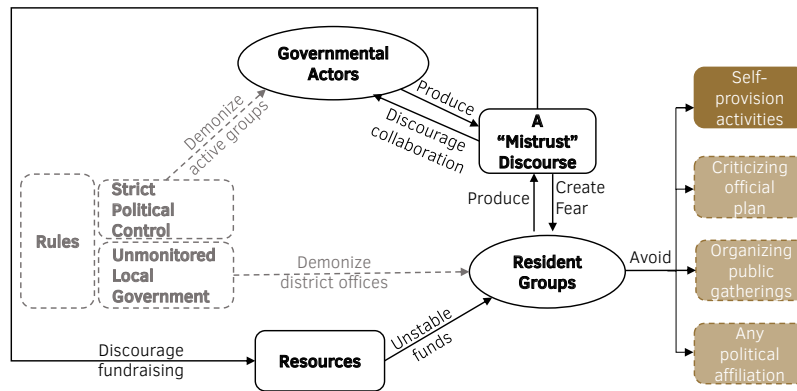 Governmental
Actors
Produce
Discourage
collaboration
Demonize
active groups
A
"Mistrust"
Discourse
Self-
provision
activities
Criticizing
official
plan
Rules
Strict
Political
Control
Unmonitored
Local
Government
Produce
Create
Fear
Demonize
district offices
Resident
Groups
Avoid
Organizing
public
gatherings
Discourage
fundraising
Resources
Unstable
funds
Any
political
affiliation